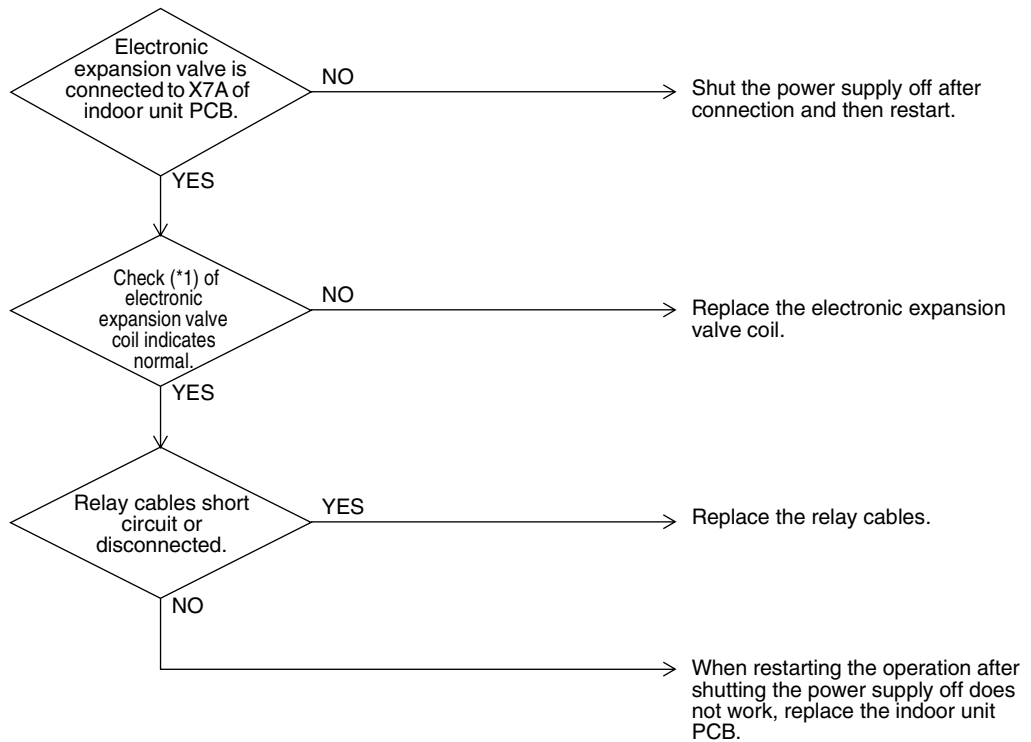 Electronic
expansion valve is
connected to X7A of
indoor unit PCB.
NO
Shut the power supply off after
connection and then restart.
YES
Check (*1) of
electronic
expansion valve
coil indicates
normal.
NO
Replace the electronic expansion
valve coil.
YES
Relay cables short
circuit or
disconnected.
YES
Replace the relay cables.
NO
When restarting the operation after
shutting the power supply off does
not work, replace the indoor unit
PCB.